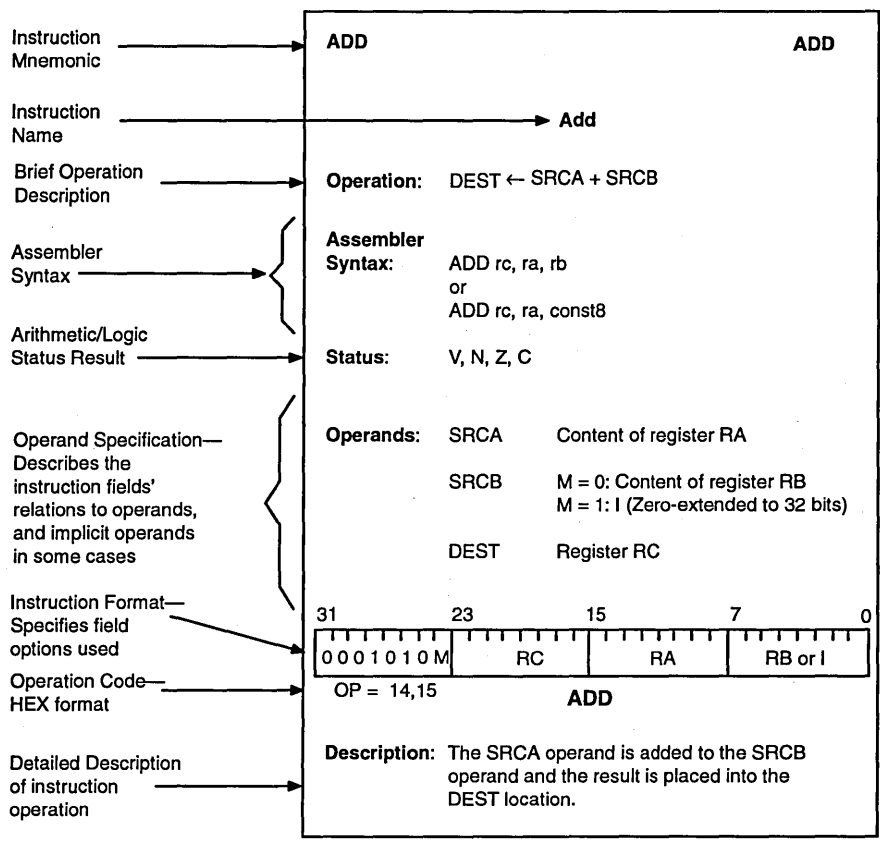 Instruction
Mnemonic
ADD
ADD
Instruction
Name
Add
Brief Operation
Description
Operation: DEST ← SRCA + SRCB
Assembler
Syntax
Assembler
Syntax: ADD rc, ra, rb
or
ADD rc, ra, const8
Arithmetic/Logic
Status Result
Status: V, N, Z, C
Operand Specification—
Describes the
instruction fields'
relations to operands,
and implicit operands
in some cases
Operands: SRCA Content of register RA
SRCB M = 0: Content of register RB
M = 1: I (Zero-extended to 32 bits)
DEST Register RC
Instruction Format—
Specifies field
options used
31 23 15 7 0
0 0 0 1 0 1 0 M RC RA RB or I
Operation Code—
HEX format
OP = 14,15
ADD
Detailed Description
of instruction
operation
Description: The SRCA operand is added to the SRCB
operand and the result is placed into the
DEST location.